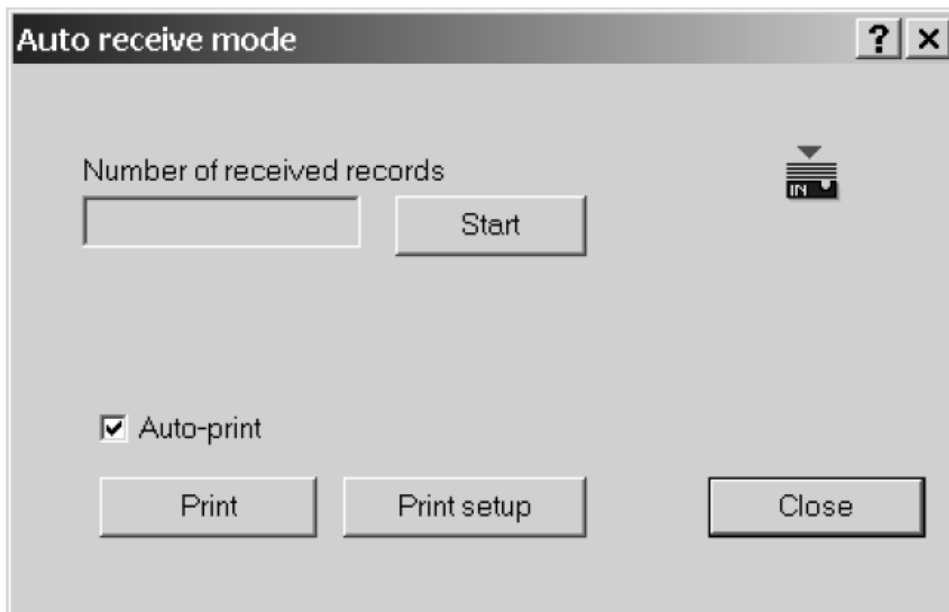 Auto receive mode
Number of received records
Start
IN
Auto-print
Print Print setup Close